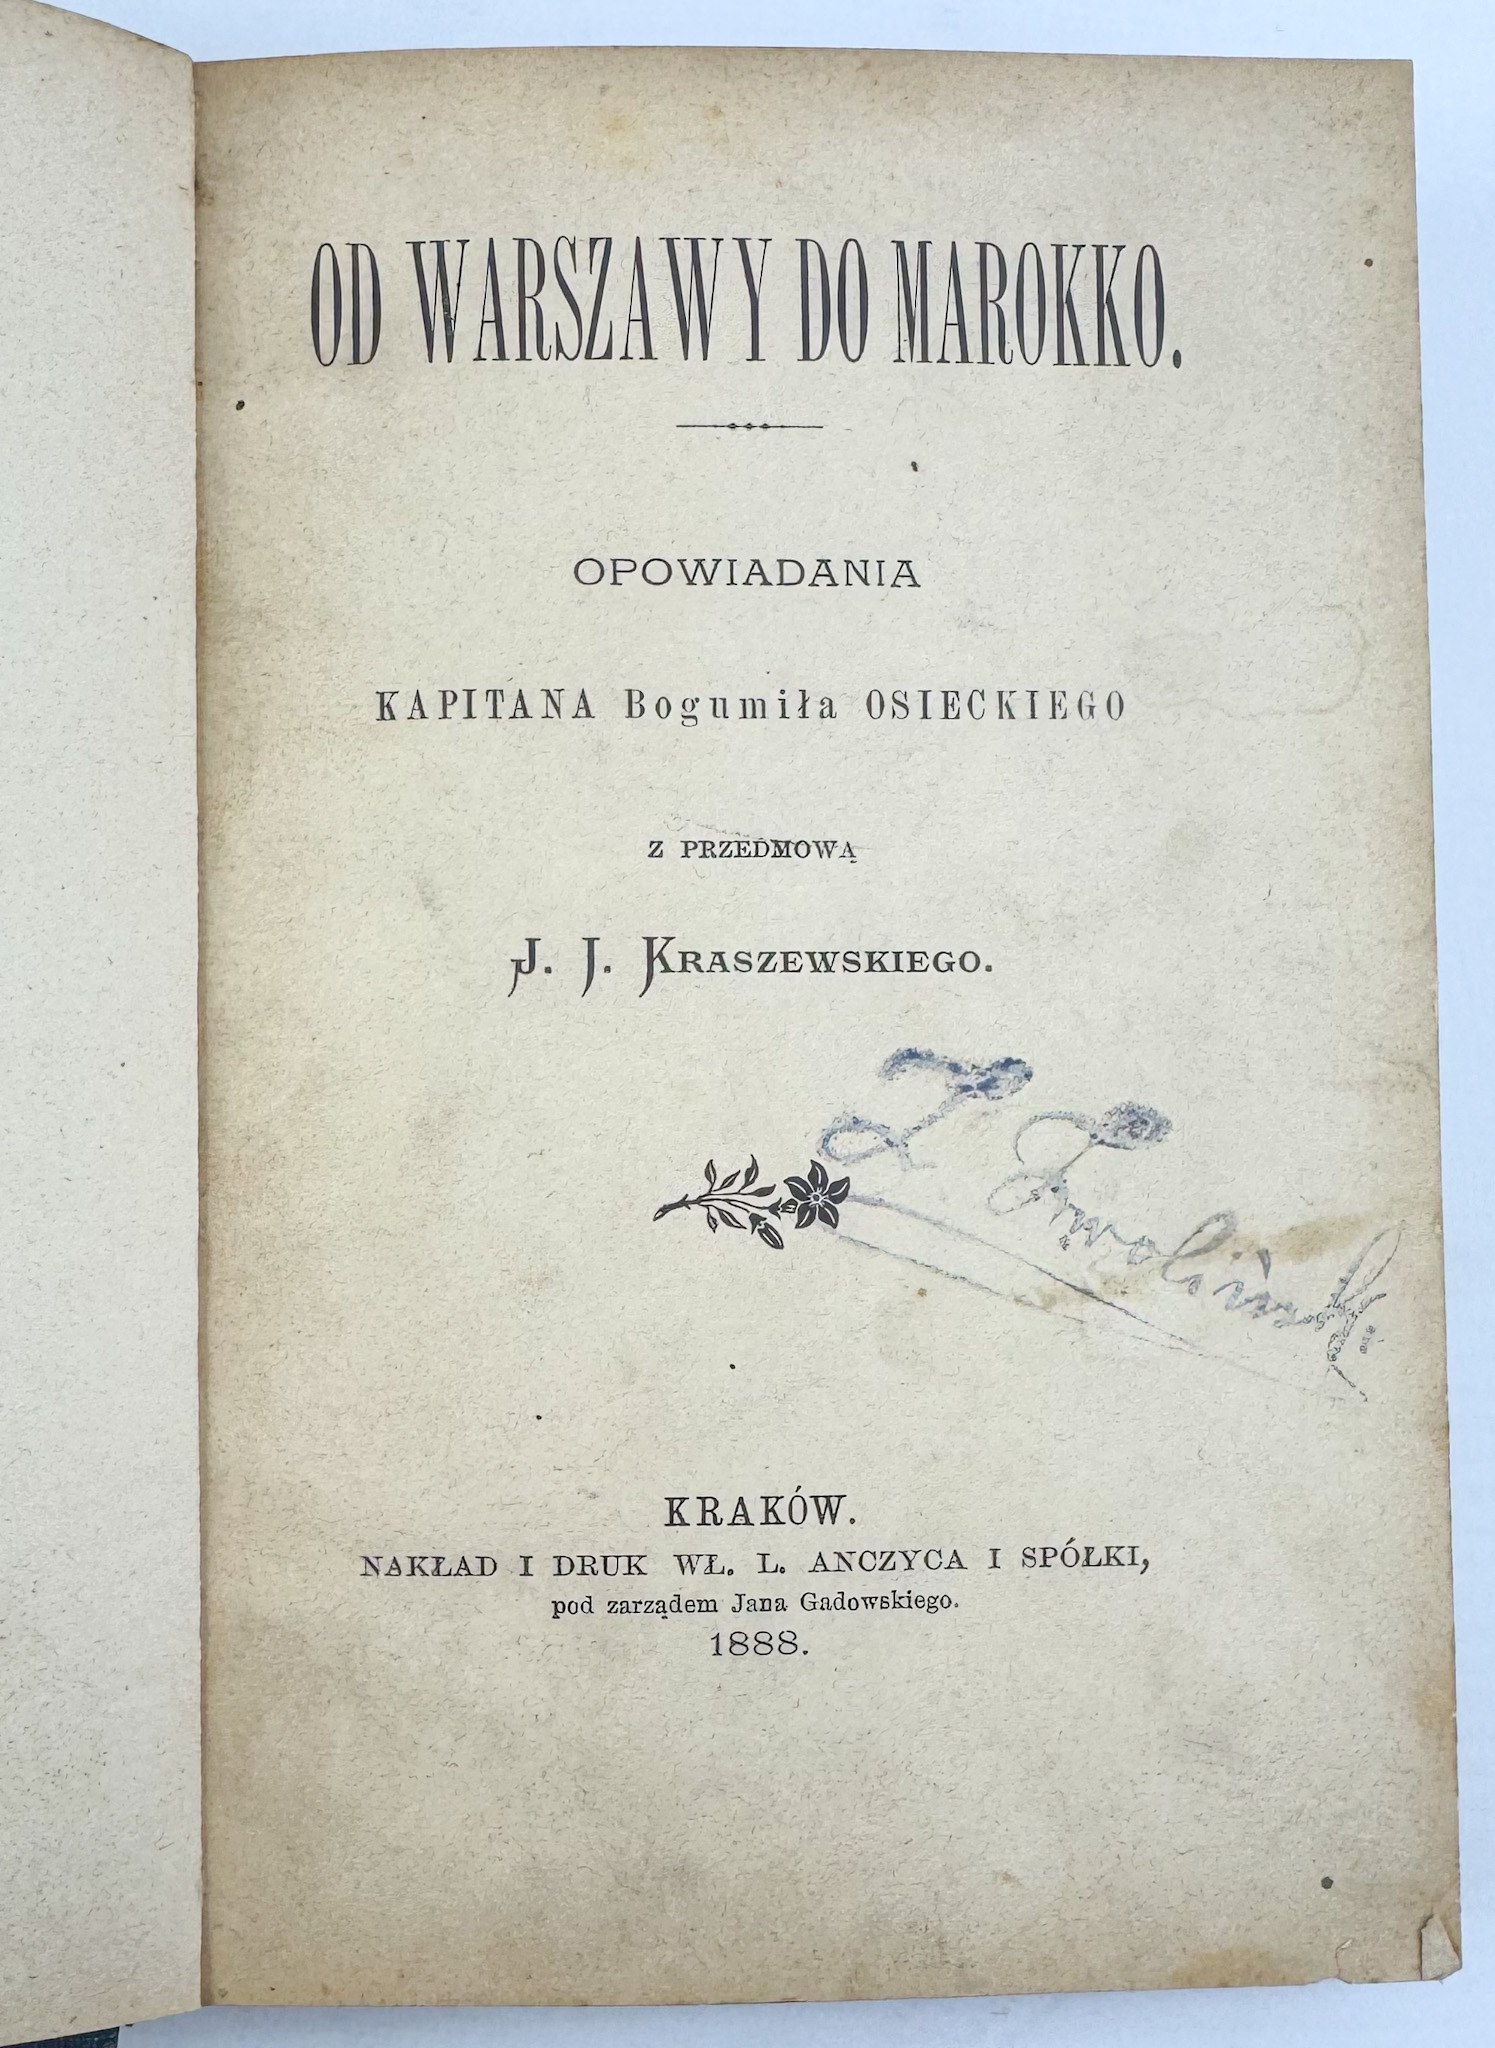 OD WARSZAWY DO MAROKKO.
OPOWIADANIA
KAPITANA Bogumiła OSIECKIEGO
Z PRZEDMOWĄ
J. J. KRASZEWSKIEGO.
KRAKÓW.
NAKŁAD I DRUK WŁ. L. ANCZYCA I SPÓŁKI,
pod zarządem Jana Gadowskiego.
1888.